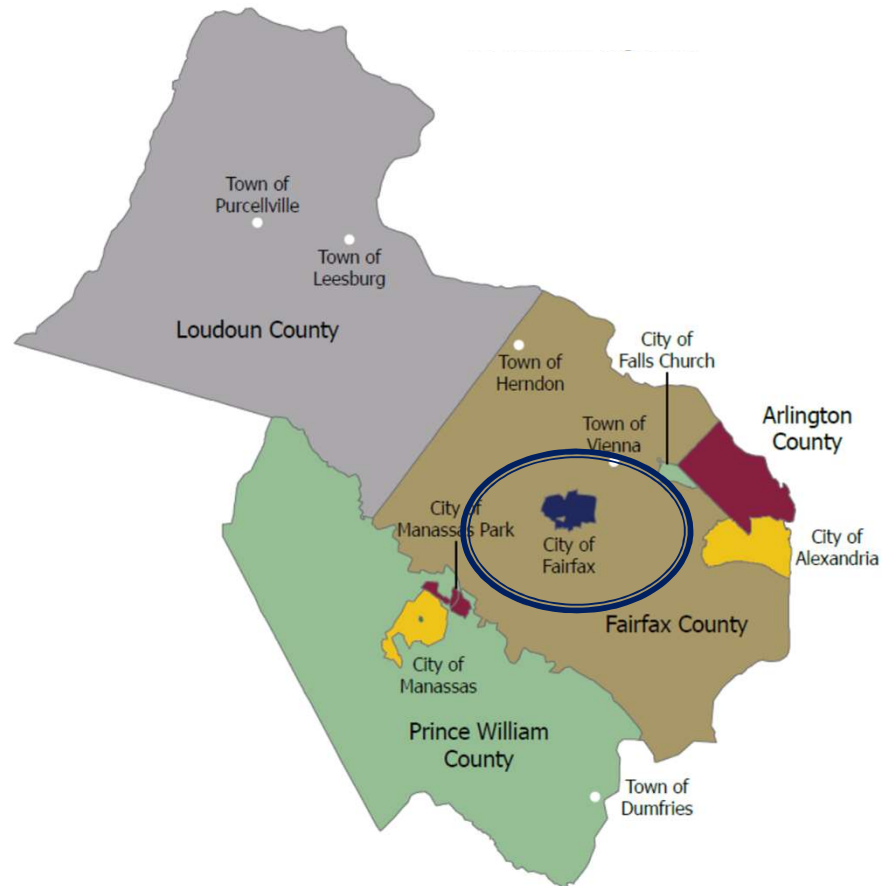 Town of
Purcellville
Town of
Leesburg
Loudoun County
Town of
Herndon
City of
Falls Church
Arlington
County
Town of
Vienna
City of
Manassas Park
City of
Fairfax
City of
Alexandria
Fairfax County
City of
Manassas
Prince William
County
Town of
Dumfries